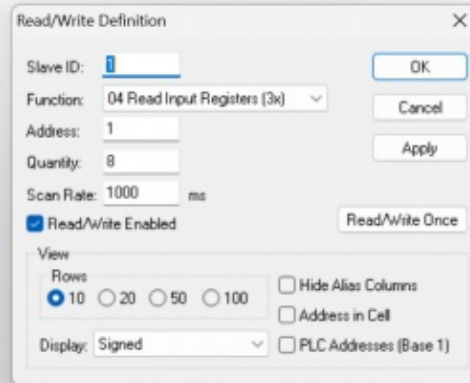 Read/Write Definition
Slave ID: 1
OK
Function: 04 Read Input Registers (3x)
Cancel
Address: 1
Apply
Quantity: 8
Scan Rate: 1000 ms
Read/Write Enabled
Read/Write Once
View
Rows
10 20 50 100
Hide Alias Columns
Address in Cell
Display: Signed
PLC Addresses (Base 1)